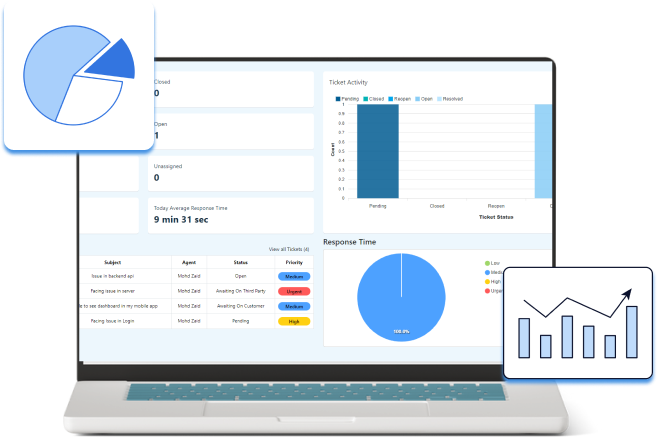 Closed
0
Open
1
Unassigned
0
Today Average Response Time
9 min 31 sec
Ticket Activity
Pending Closed Reopen Open Resolved
1
0.9
0.8
0.7
0.6
0.5
0.4
0.3
0.2
0.1
0
Count
Pending Closed Reopen
Ticket Status
View all Tickets (4)
Subject Agent Status Priority
Issue in backend api Mohd Zaid Open Medium
Facing issue in server Mohd Zaid Awaiting On Third Party Urgent
to see dashboard in my mobile app Mohd Zaid Awaiting On Customer Medium
Facing Issue in Login Mohd Zaid Pending High
Response Time
100.0%
Low
Mediu
High
Urgen